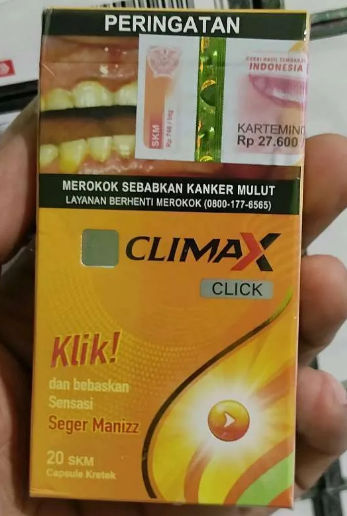 PERINGATAN
INDONESIA
SKM
KARTEMIN
Rp 27.600
MEROKOK SEBABKAN KANKER MULUT
LAYANAN BERHENTI MEROKOK (0800-177-6565)
CLIMAX
CLICK
Klik!
dan bebaskan
Sensasi
Seger Manizz
20 SKM
Capsule Kretek